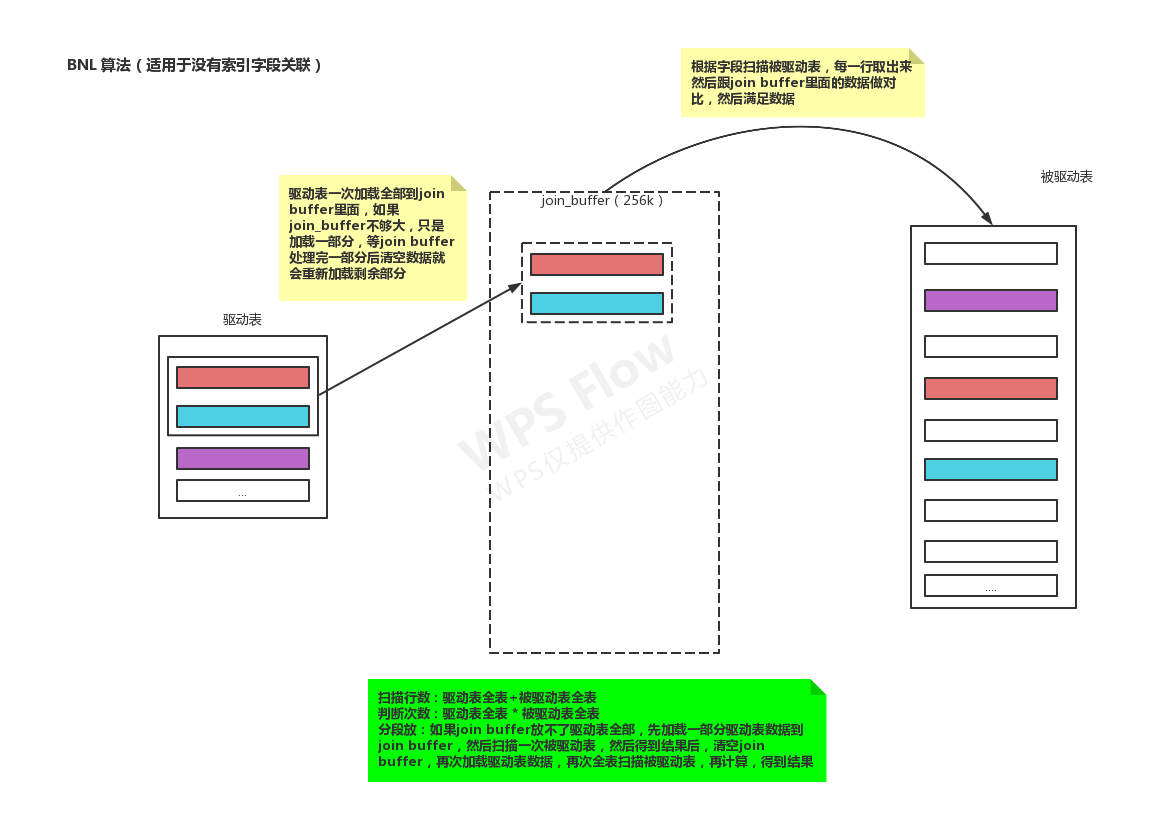 BNL 算法（适用于没有索引字段关联）
根据字段扫描被驱动表，每一行取出来
然后跟join buffer里面的数据做对
比，然后满足数据
被驱动表
驱动表一次加载全部到join
buffer里面，如果
join_buffer不够大，只是
加载一部分，等join buffer
处理完一部分后清空数据就
会重新加载剩余部分
join_buffer（256k）
驱动表
...
....
WPS Flow
WPS仅提供作图能力
扫描行数：驱动表全表+被驱动表全表
判断次数：驱动表全表 * 被驱动表全表
分段放：如果join buffer放不了驱动表全部，先加载一部分驱动表数据到
join buffer，然后扫描一次被驱动表，然后得到结果后，清空join
buffer，再次加载驱动表数据，再次全表扫描被驱动表，再计算，得到结果